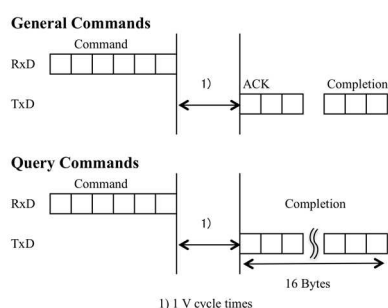 General Commands
Command
RxD
1)
ACK
Completion
TxD
Query Commands
Command
RxD
1)
Completion
TxD
16 Bytes
1) 1 V cycle times